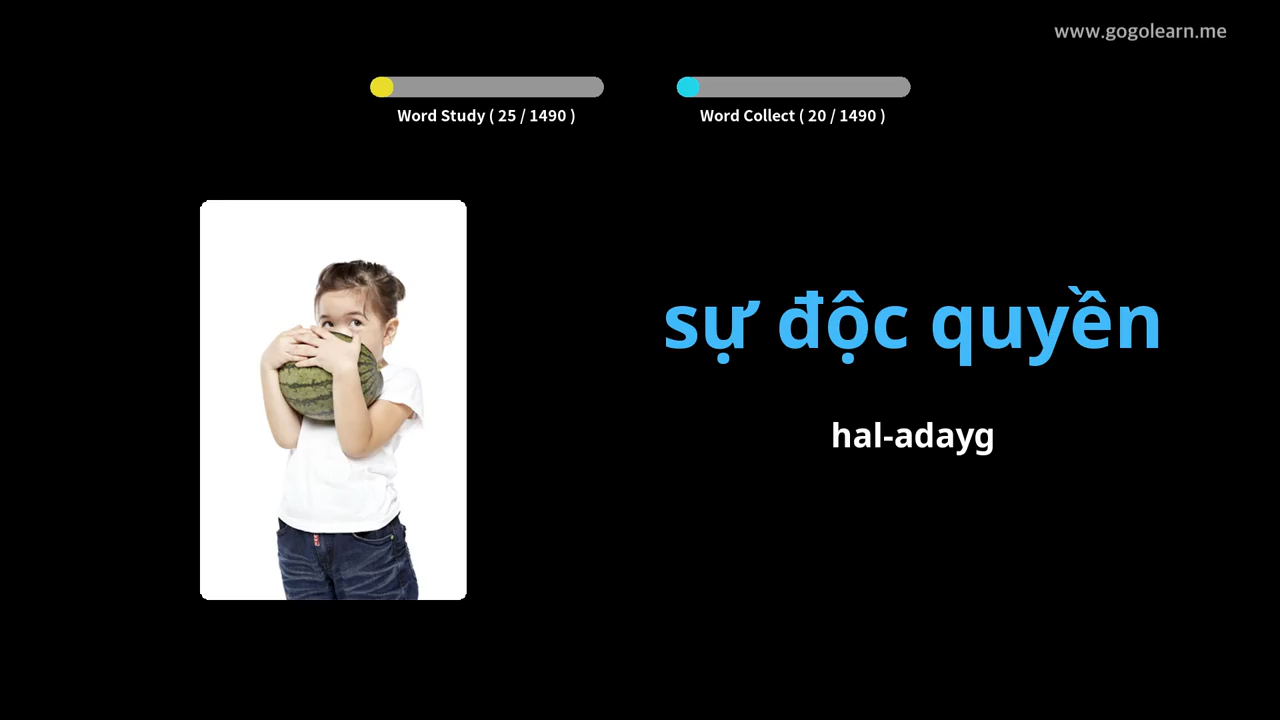 www.gogolearn.me
Word Study ( 25 / 1490 )
Word Collect ( 20 / 1490 )
sự độc quyền
hal-adayg